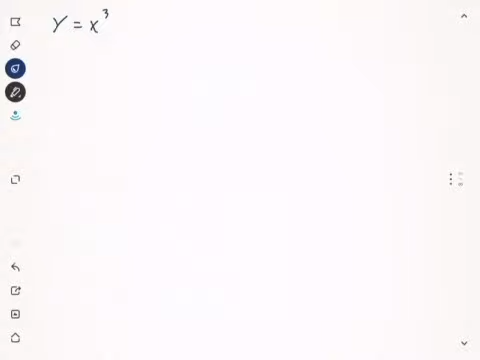 Y = x³